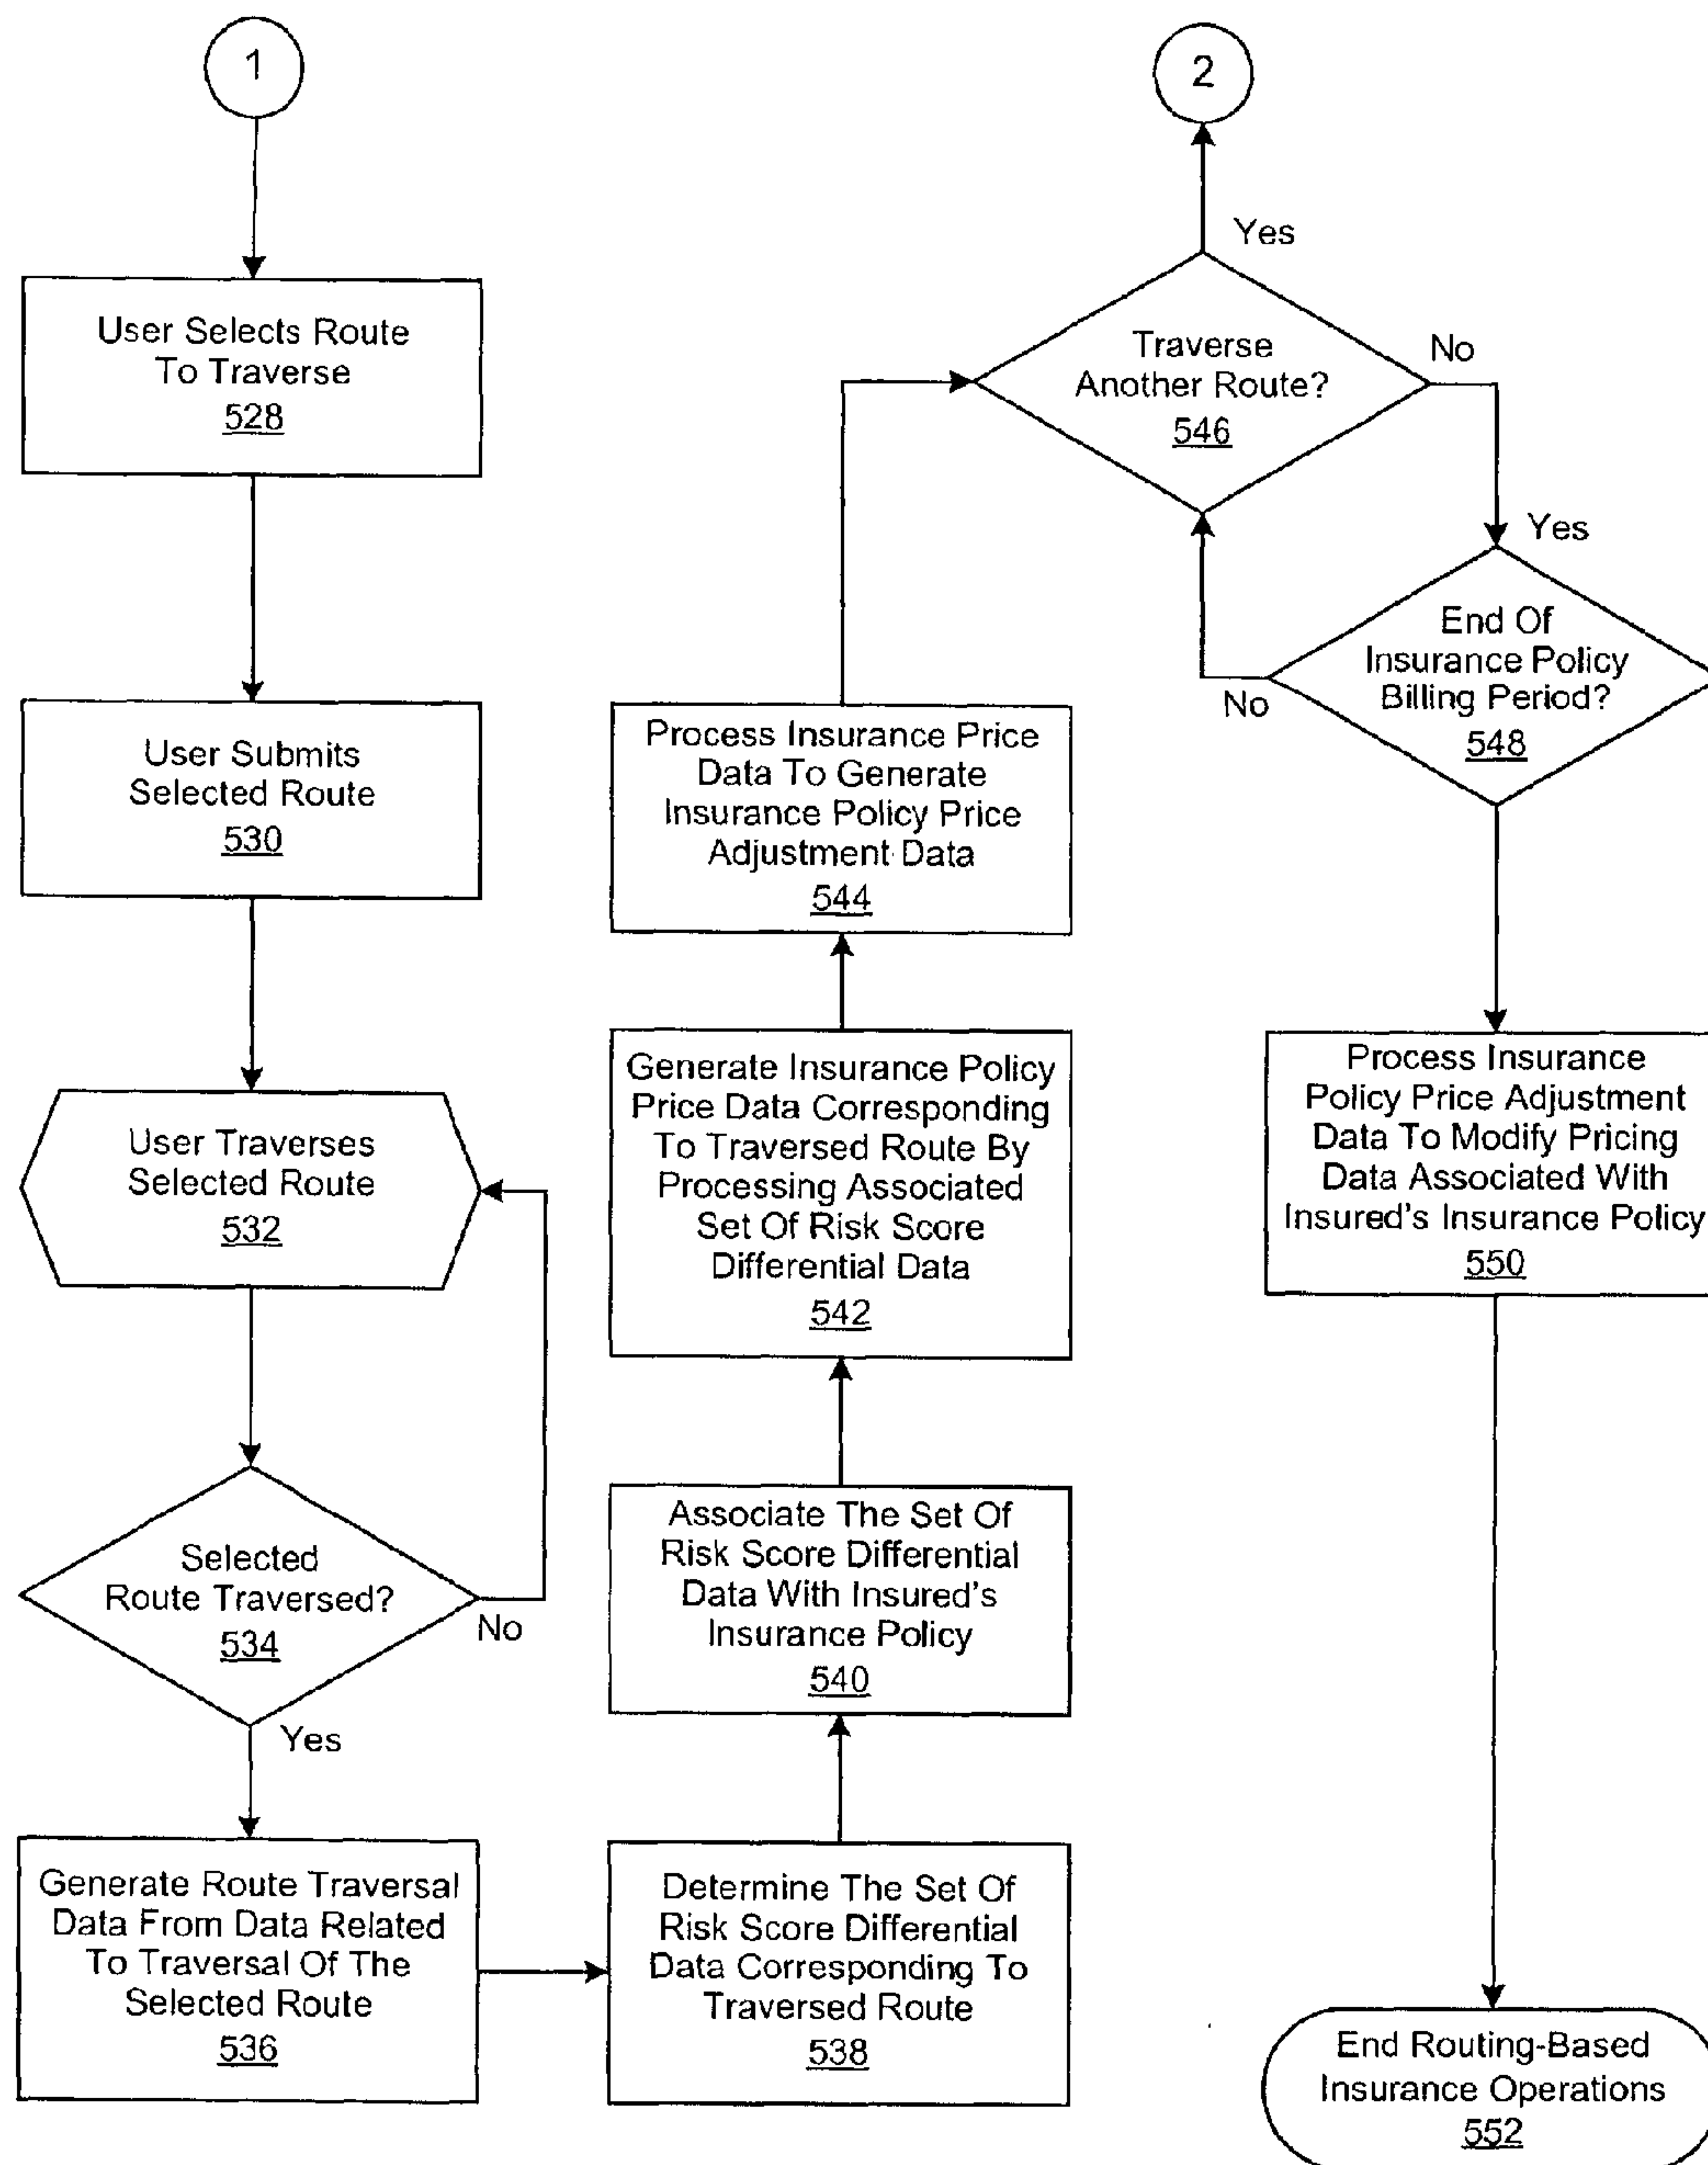 1
User Selects Route
To Traverse
528
User Submits
Selected Route
530
User Traverses
Selected Route
532
Selected
Route Traversed?
534
No
Yes
Generate Route Traversal
Data From Data Related
To Traversal Of The
Selected Route
536
Determine The Set Of
Risk Score Differential
Data Corresponding To
Traversed Route
538
Associate The Set Of
Risk Score Differential
Data With Insured's
Insurance Policy
540
Generate Insurance Policy
Price Data Corresponding
To Traversed Route By
Processing Associated
Set Of Risk Score
Differential Data
542
Process Insurance Price
Data To Generate
Insurance Policy Price
Adjustment Data
544
2
Yes
Traverse
Another Route?
546
No
Yes
End Of
Insurance Policy
Billing Period?
548
No
Process Insurance
Policy Price Adjustment
Data To Modify Pricing
Data Associated With
Insured's Insurance Policy
550
End Routing-Based
Insurance Operations
552